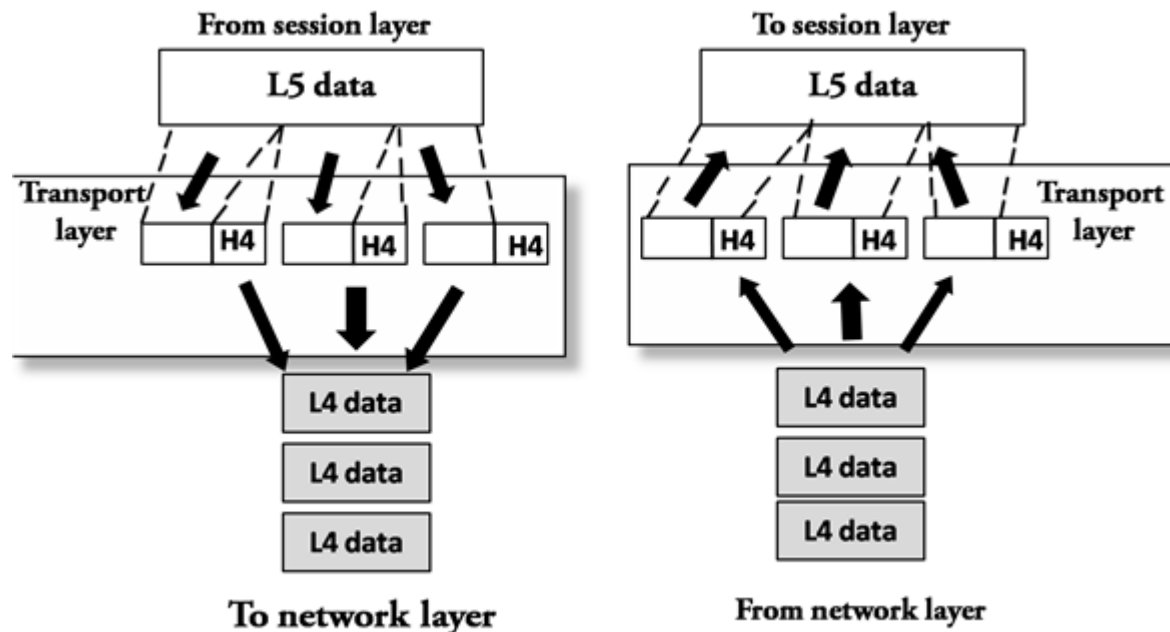 From session layer
L5 data
Transport
layer
H4
H4
H4
L4 data
L4 data
L4 data
To network layer
To session layer
L5 data
Transport
layer
H4
H4
H4
L4 data
L4 data
L4 data
From network layer